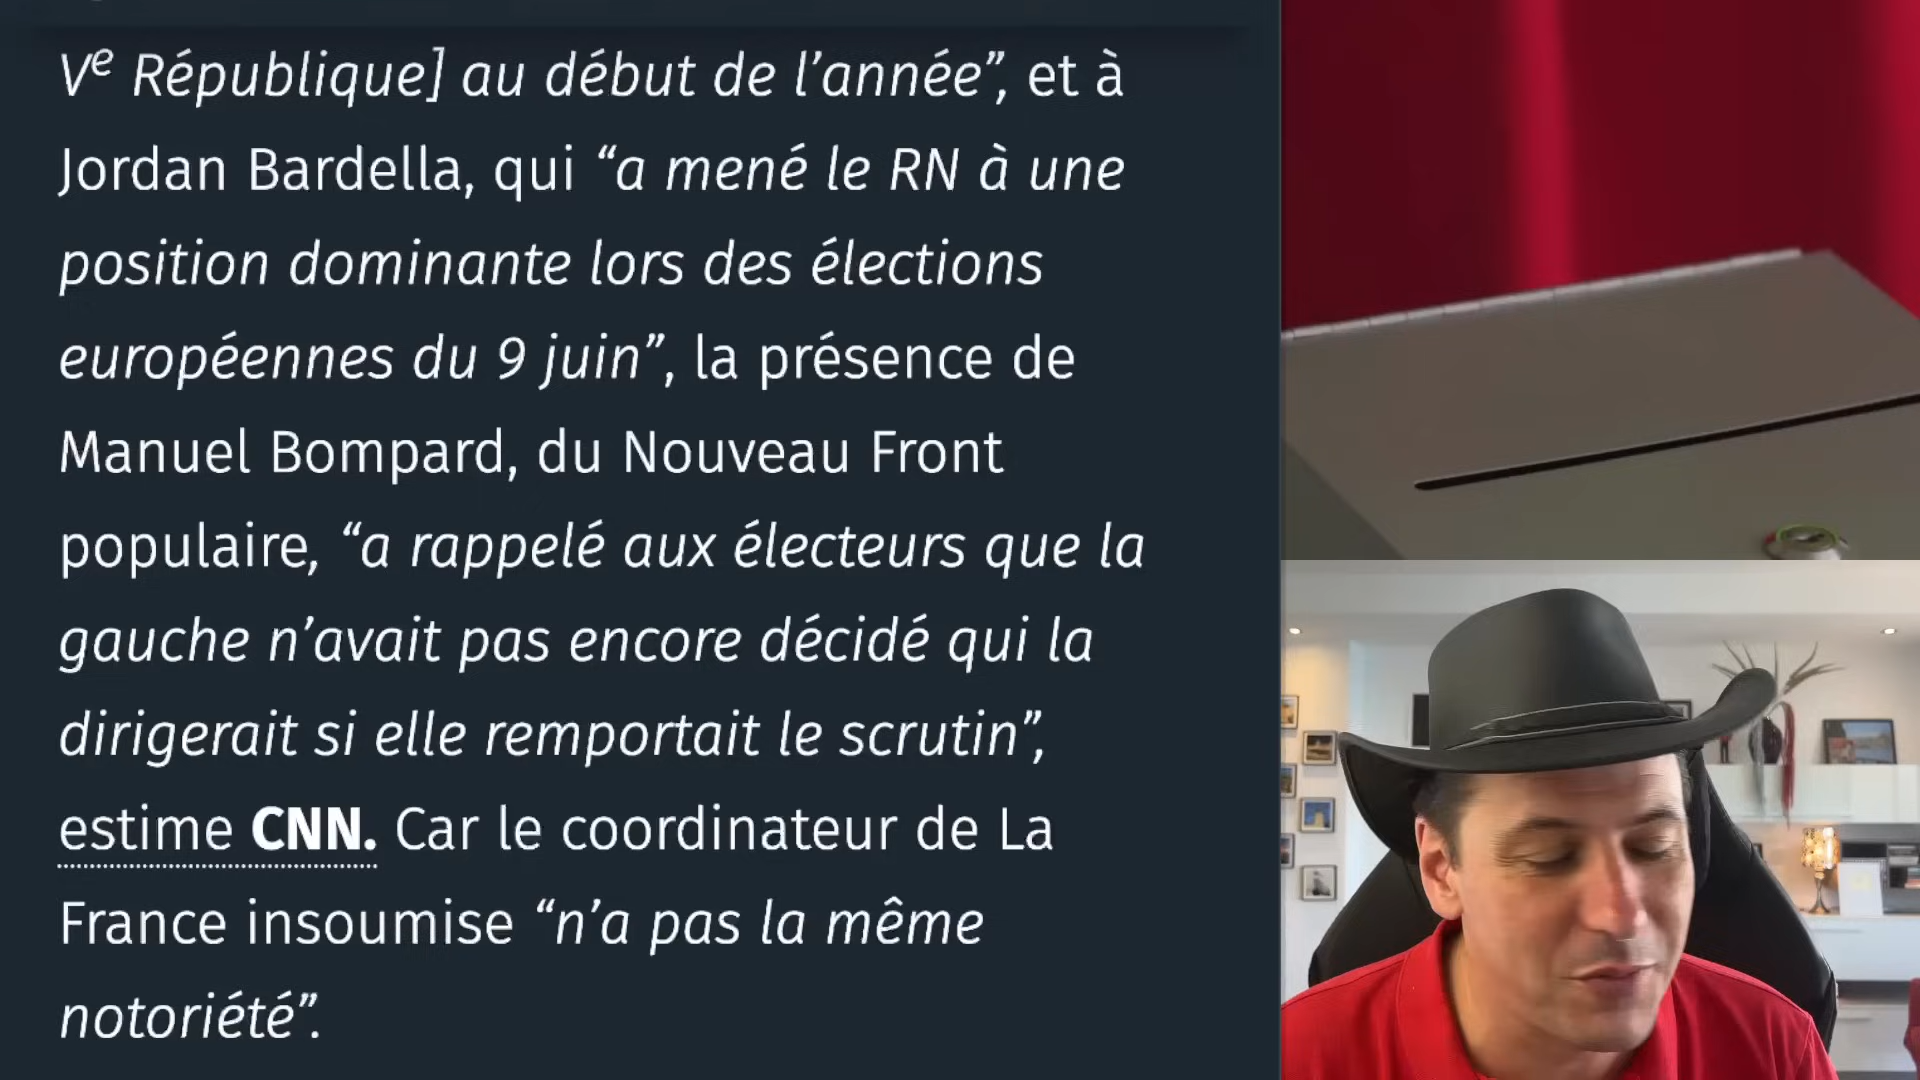 Vᵉ République] au début de l’année”, et à
Jordan Bardella, qui “a mené le RN à une
position dominante lors des élections
européennes du 9 juin”, la présence de
Manuel Bompard, du Nouveau Front
populaire, “a rappelé aux électeurs que la
gauche n’avait pas encore décidé qui la
dirigerait si elle remportait le scrutin”,
estime CNN. Car le coordinateur de La
France insoumise “n’a pas la même
notoriété”.